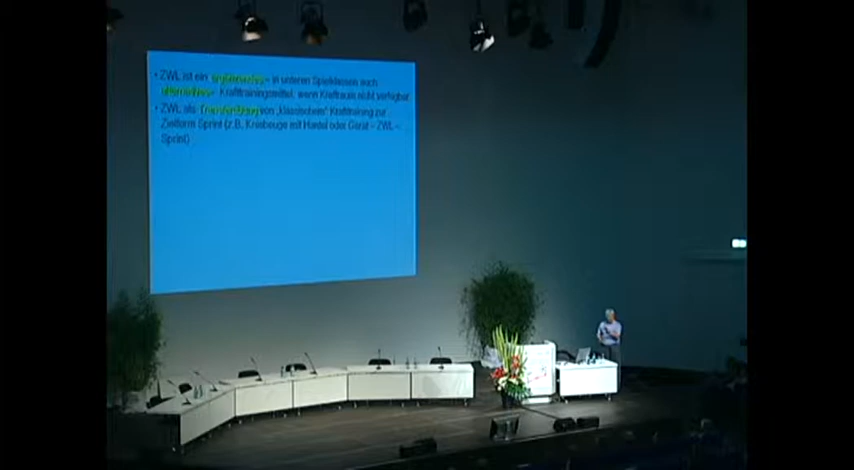 • ZWL ist ein ergänzendes – in unteren Spielklassen auch
alternatives – Krafttrainingsmittel, wenn Kraftraum nicht verfügbar
• ZWL als Transferübung von „klassischem“ Krafttraining zur
Zielform Sprint (z.B. Kniebeuge mit Hantel oder Gerät – ZWL –
Sprint)